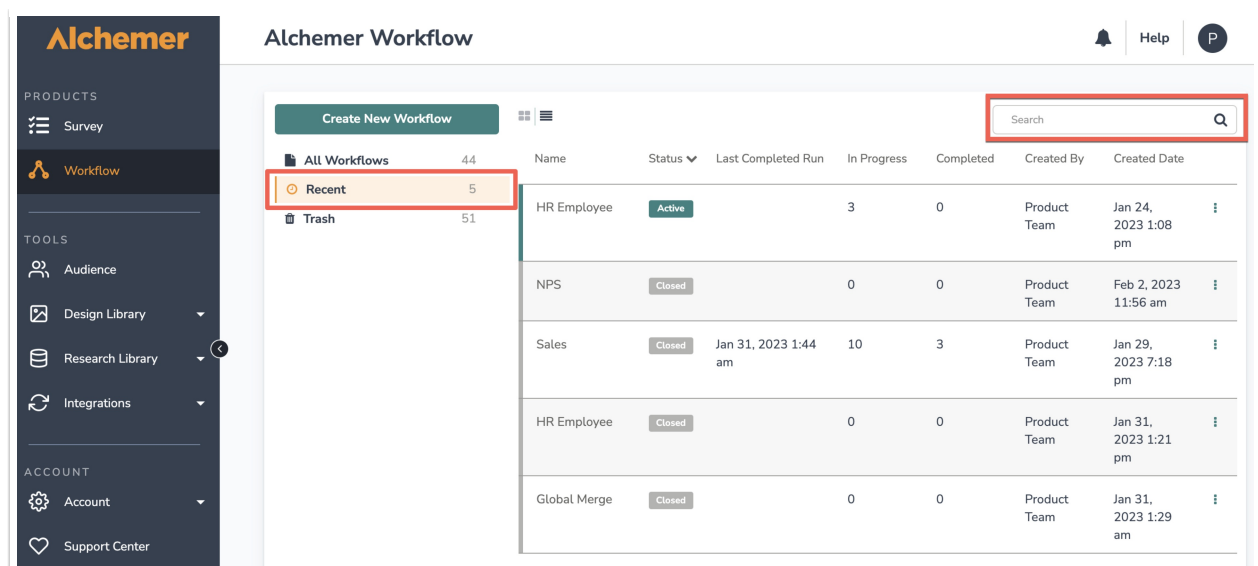 Alchemer
Alchemer Workflow
Help
P
PRODUCTS
Survey
Workflow
TOOLS
Audience
Design Library
Research Library
Integrations
ACCOUNT
Account
Support Center
Create New Workflow
All Workflows 44
Recent 5
Trash 51
Search
Name Status Last Completed Run In Progress Completed Created By Created Date
HR Employee Active 3 0 Product Jan 24,
Team 2023 1:08
pm
NPS Closed 0 0 Product Feb 2, 2023
Team 11:56 am
Sales Closed Jan 31, 2023 1:44 10 3 Product Jan 29,
am Team 2023 7:18
pm
HR Employee Closed 0 0 Product Jan 31,
Team 2023 1:21
pm
Global Merge Closed 0 0 Product Jan 31,
Team 2023 1:29
am